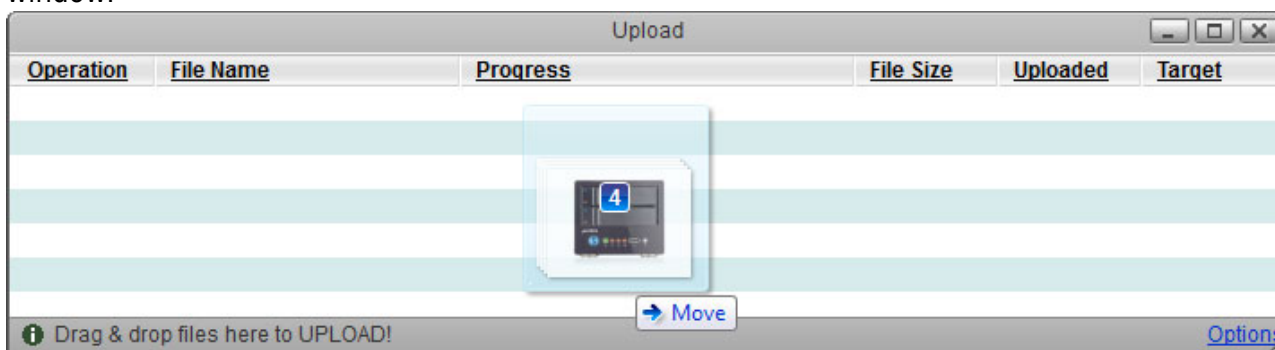 window.
Upload
Operation File Name Progress File Size Uploaded Target
4
Move
Drag & drop files here to UPLOAD!
Options